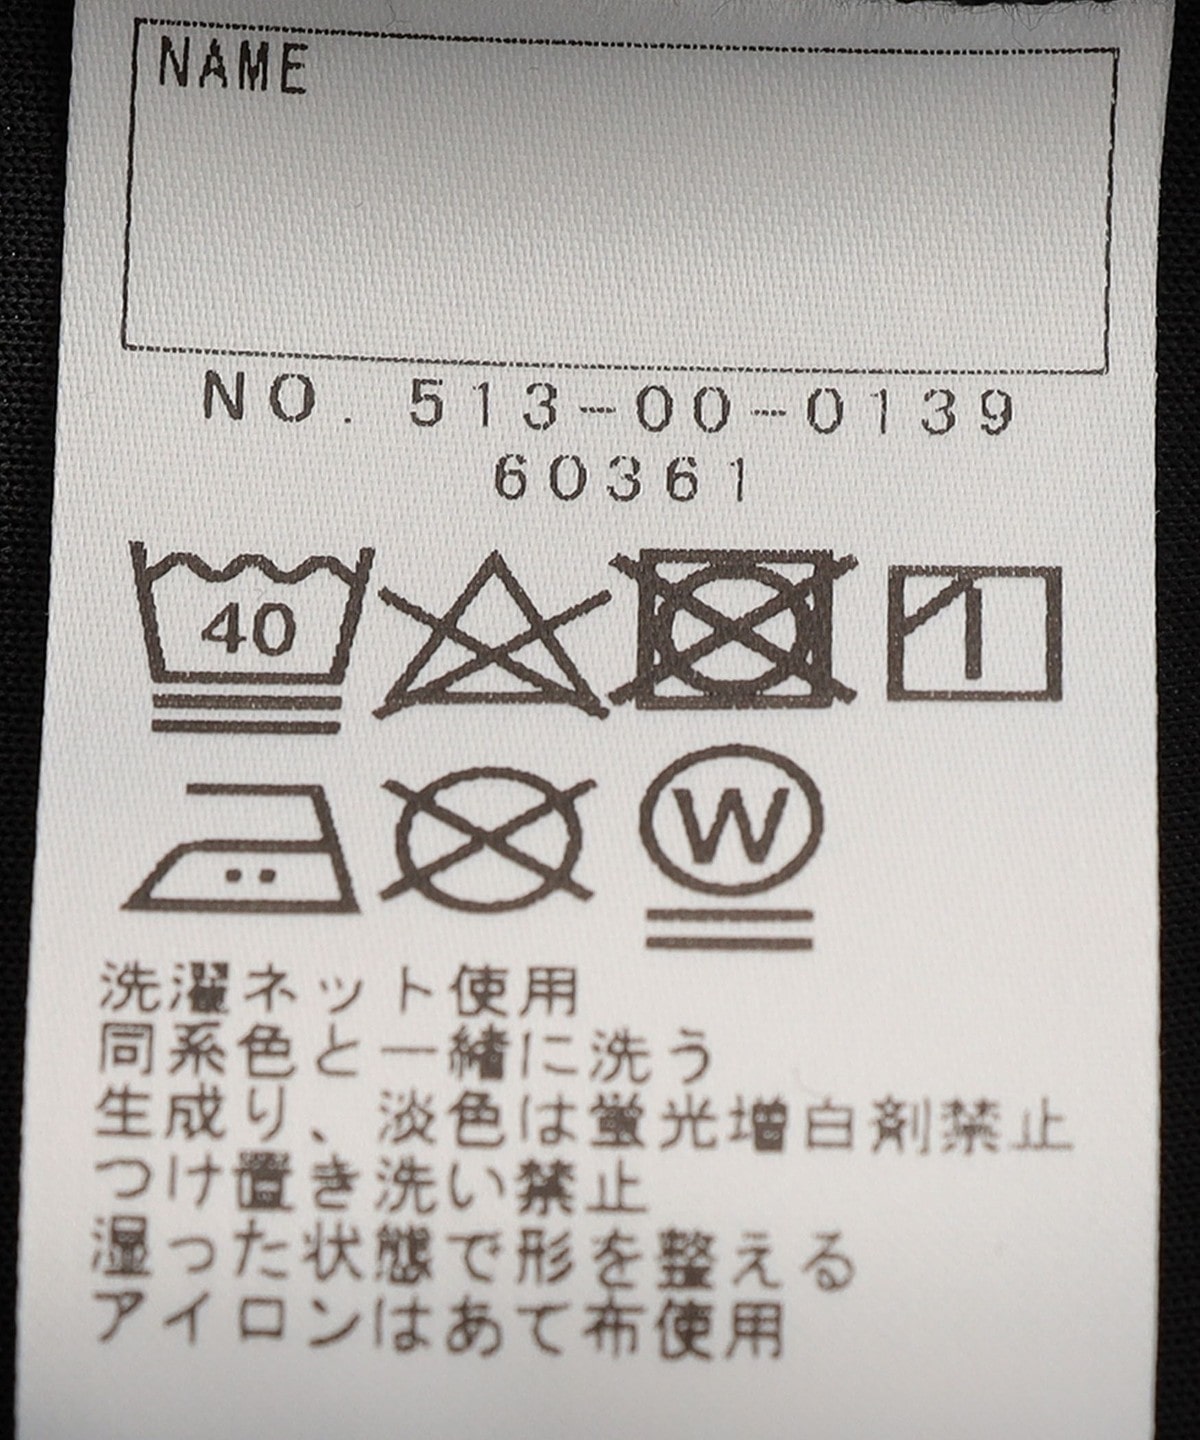 NAME
NO. 513-00-0139
60361
40
W
洗濯ネット使用
同系色と一緒に洗う
生成り、淡色は蛍光増白剤禁止
つけ置き洗い禁止
湿った状態で形を整える
アイロンはあて布使用